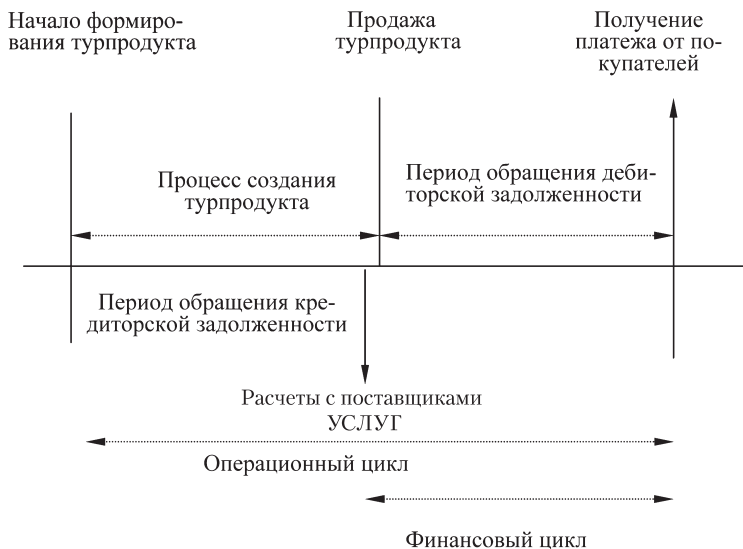 Начало формиро-
вания турпродукта
Продажа
турпродукта
Получение
платежа от по-
купателей
Процесс создания
турпродукта
Период обращения деби-
торской задолженности
Период обращения кре-
диторской задолженности
Расчеты с поставщиками
УСЛУГ
Операционный цикл
Финансовый цикл